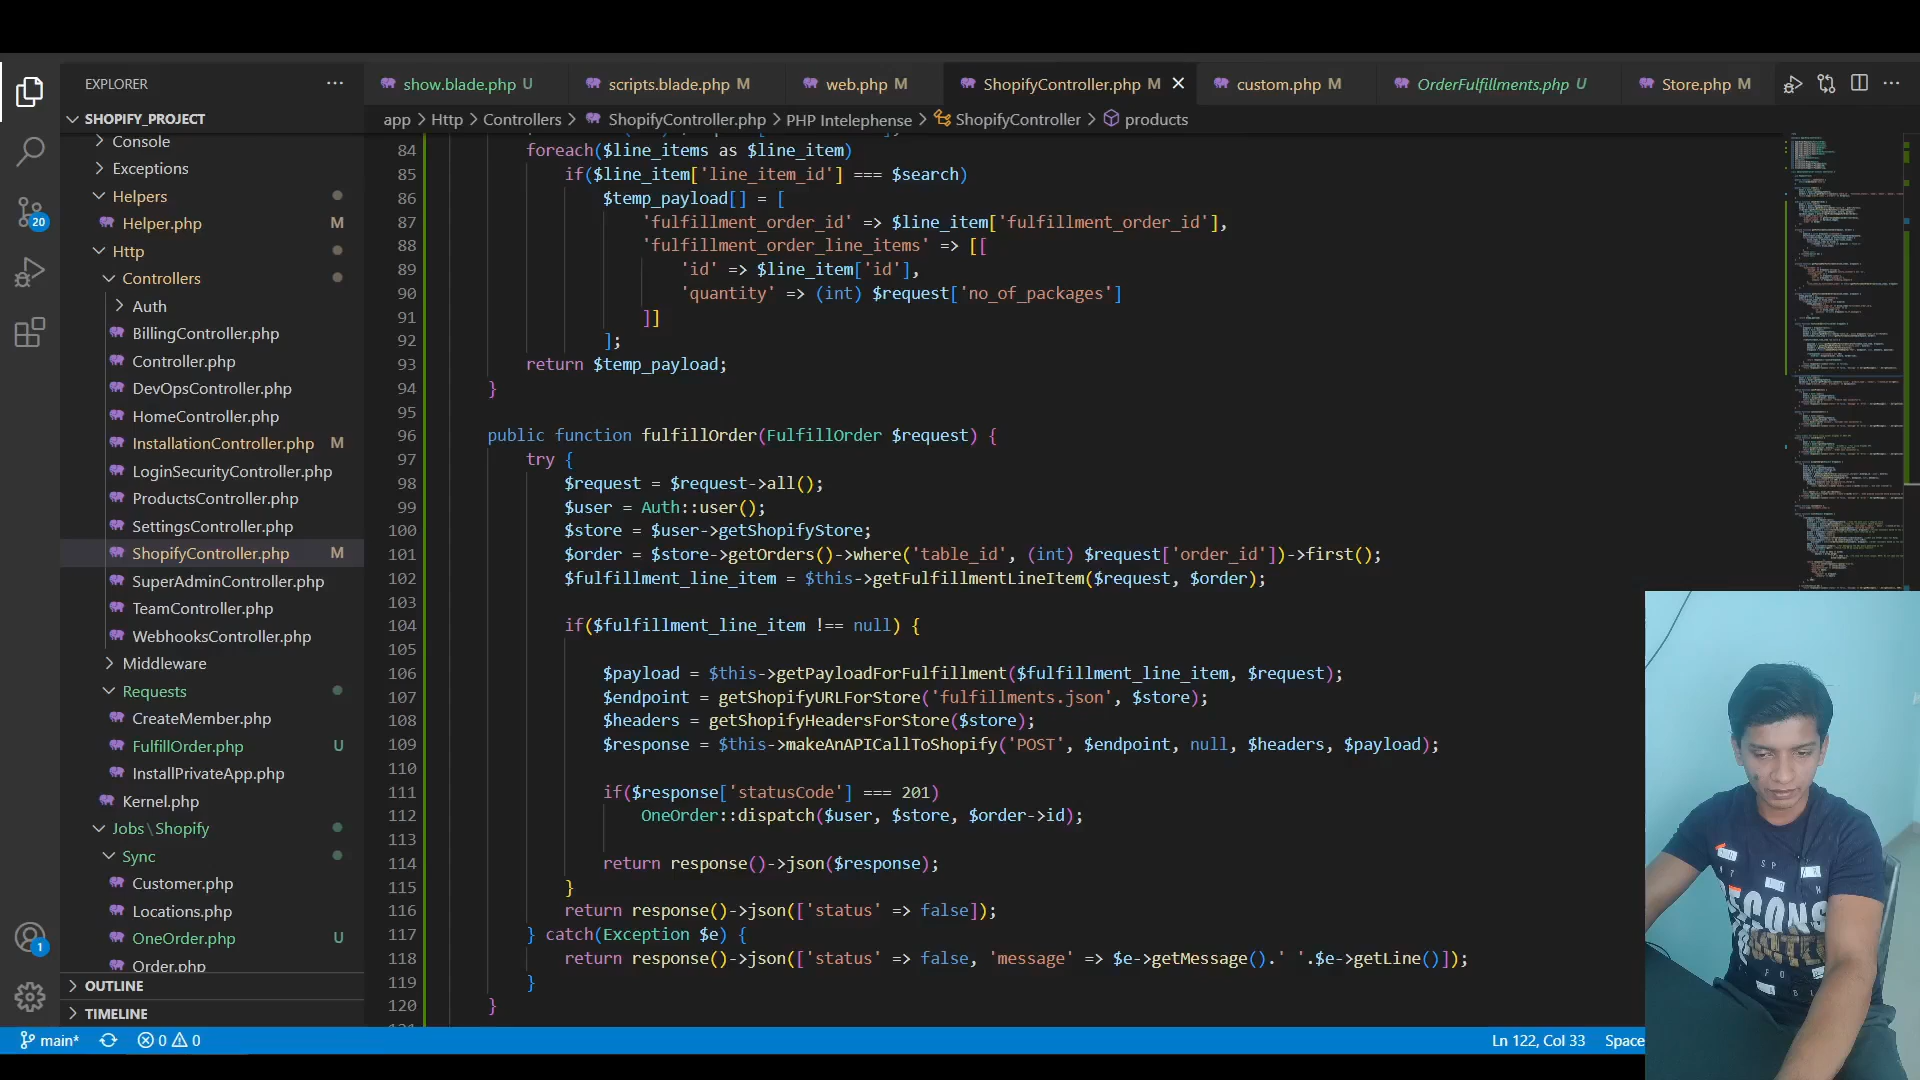 EXPLORER
SHOPIFY_PROJECT
Console
Exceptions
Helpers
Helper.php M
Http
Controllers
Auth
BillingController.php
Controller.php
DevOpsController.php
HomeController.php
InstallationController.php M
LoginSecurityController.php
ProductsController.php
SettingsController.php
ShopifyController.php M
SuperAdminController.php
TeamController.php
WebhooksController.php
Middleware
Requests
CreateMember.php
FulfillOrder.php U
InstallPrivateApp.php
Kernel.php
Jobs\Shopify
Sync
Customer.php
Locations.php
OneOrder.php U
Order.php
OUTLINE
TIMELINE
20
1
show.blade.php U
scripts.blade.php M
web.php M
ShopifyController.php M
custom.php M
OrderFulfillments.php U
Store.php M
app > Http > Controllers > ShopifyController.php > PHP Intelephense > ShopifyController > products
84 foreach($line_items as $line_item)
85 if($line_item['line_item_id'] === $search)
86 $temp_payload[] = [
87 'fulfillment_order_id' => $line_item['fulfillment_order_id'],
88 'fulfillment_order_line_items' => [[
89 'id' => $line_item['id'],
90 'quantity' => (int) $request['no_of_packages']
91 ]]
92 ];
93 return $temp_payload;
94 }
95
96 public function fulfillOrder(FulfillOrder $request) {
97 try {
98 $request = $request->all();
99 $user = Auth::user();
100 $store = $user->getShopifyStore;
101 $order = $store->getOrders()->where('table_id', (int) $request['order_id'])->first();
102 $fulfillment_line_item = $this->getFulfillmentLineItem($request, $order);
103
104 if($fulfillment_line_item !== null) {
105
106 $payload = $this->getPayloadForFulfillment($fulfillment_line_item, $request);
107 $endpoint = getShopifyURLForStore('fulfillments.json', $store);
108 $headers = getShopifyHeadersForStore($store);
109 $response = $this->makeAnAPICallToShopify('POST', $endpoint, null, $headers, $payload);
110
111 if($response['statusCode'] === 201)
112 OneOrder::dispatch($user, $store, $order->id);
113
114 return response()->json($response);
115 }
116 return response()->json(['status' => false]);
117 } catch(Exception $e) {
118 return response()->json(['status' => false, 'message' => $e->getMessage().' '.$e->getLine()]);
119 }
120 }
main* 0 0
Ln 122, Col 33